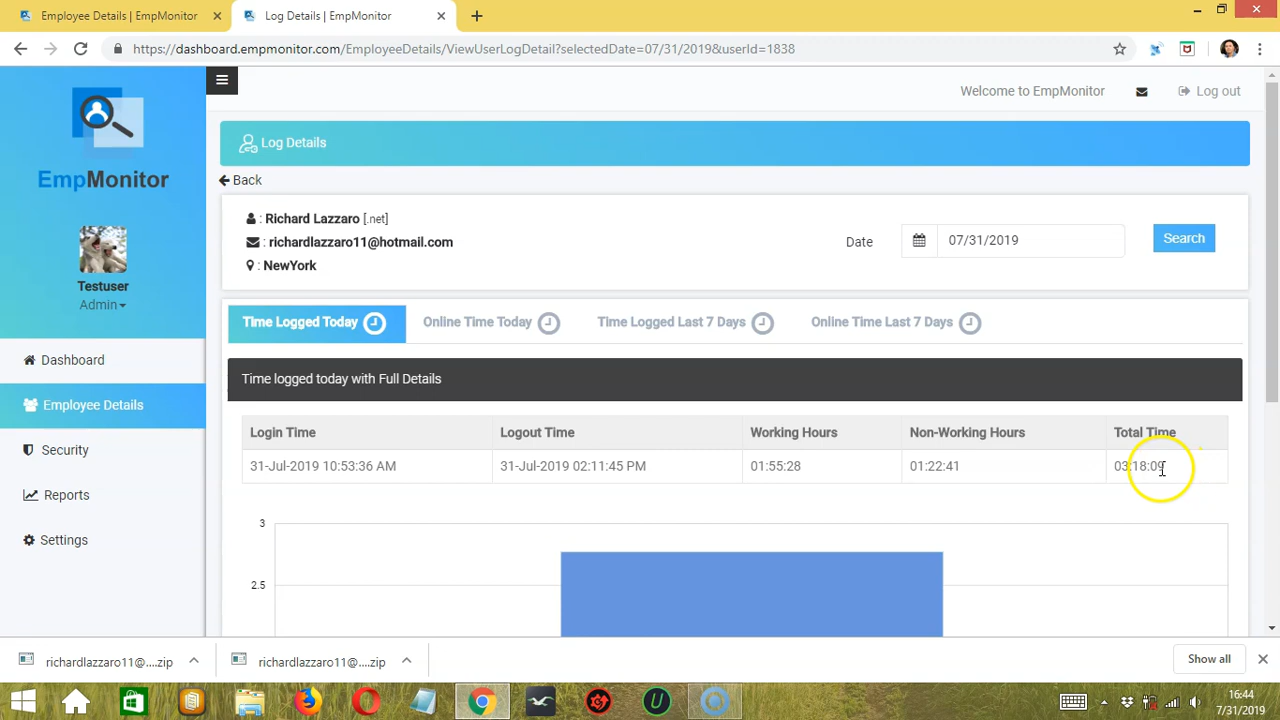 Employee Details | EmpMonitor
Log Details | EmpMonitor
https://dashboard.empmonitor.com/EmployeeDetails/ViewUserLogDetail?selectedDate=07/31/2019&userId=1838
Welcome to EmpMonitor
Log out
EmpMonitor
Testuser
Admin
Dashboard
Employee Details
Security
Reports
Settings
Log Details
Back
: Richard Lazzaro [.net]
: richardlazzaro11@hotmail.com
: NewYork
Date
07/31/2019
Search
Time Logged Today
Online Time Today
Time Logged Last 7 Days
Online Time Last 7 Days
Time logged today with Full Details
Login Time Logout Time Working Hours Non-Working Hours Total Time
31-Jul-2019 10:53:36 AM 31-Jul-2019 02:11:45 PM 01:55:28 01:22:41 03:18:09
3
2.5
richardlazzaro11@....zip
richardlazzaro11@....zip
Show all
16:44
7/31/2019